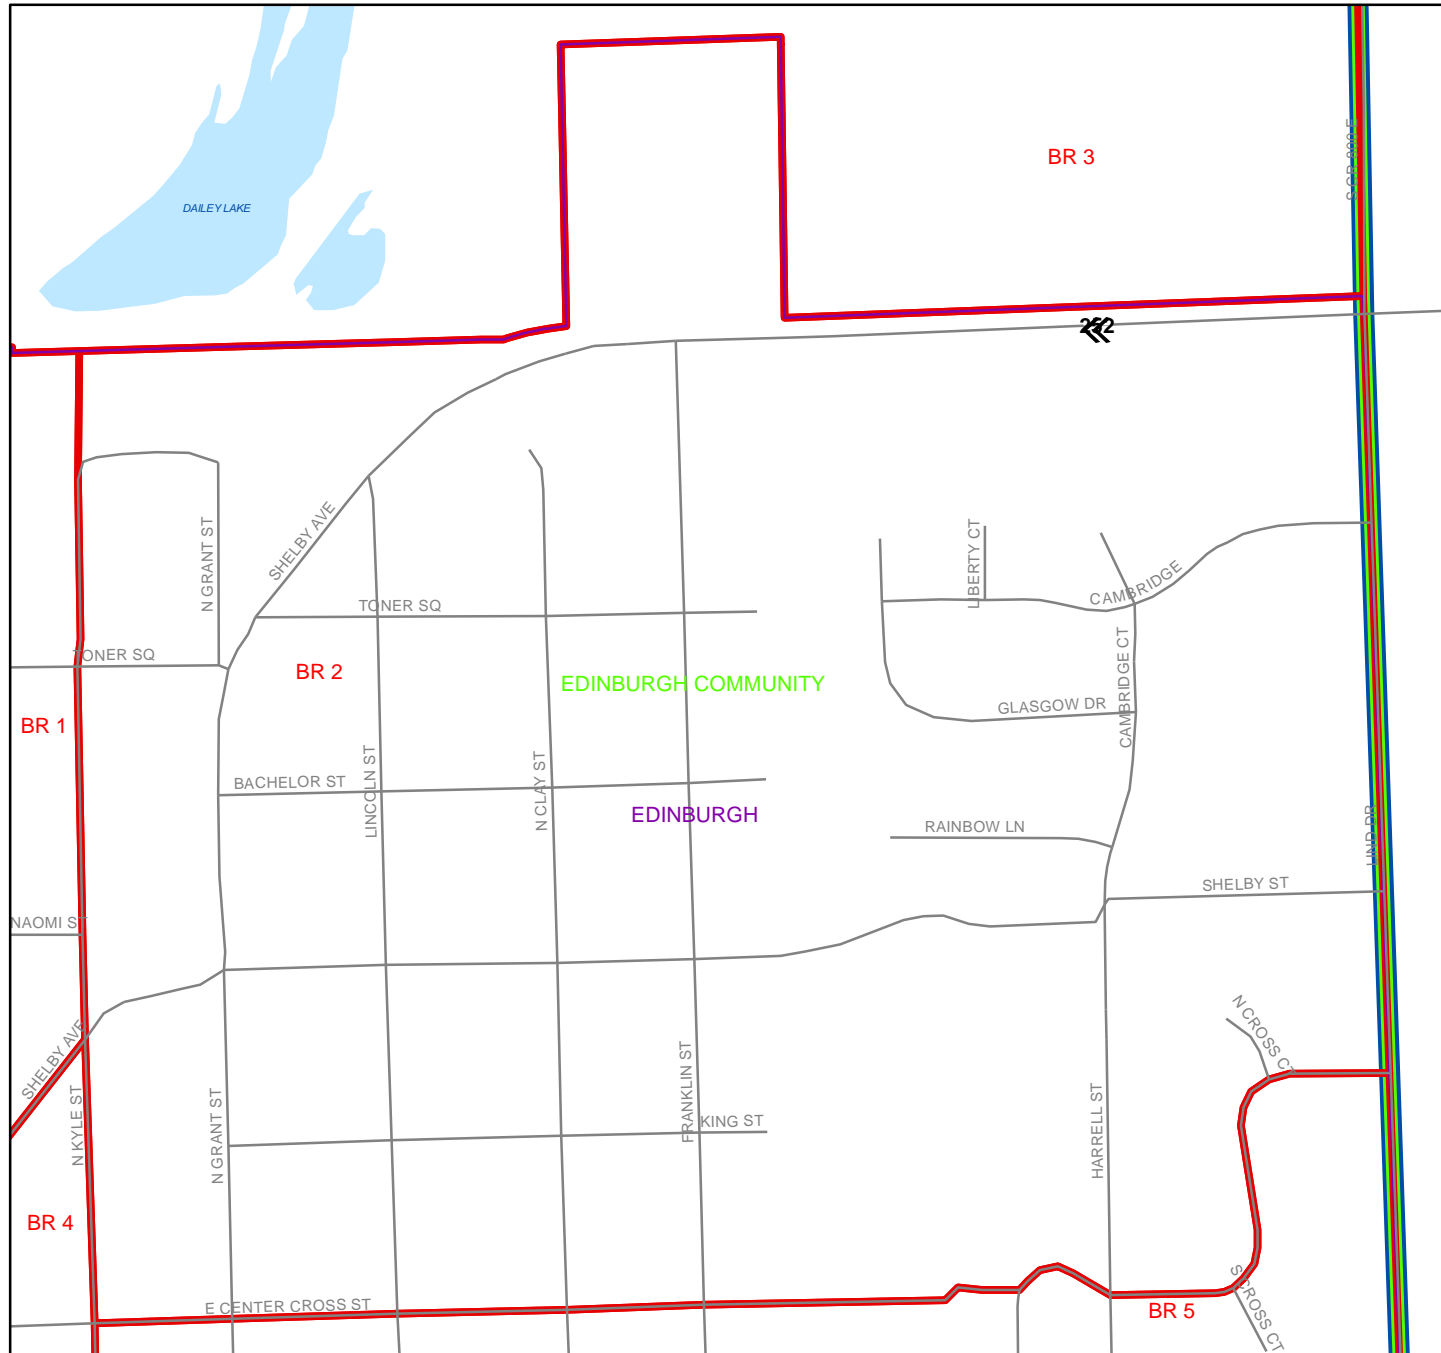 BR 3
DAILEY LAKE
N GRANT ST
SHELBY AVE
LIBERTY CT
CAMBRIDGE
TONER SQ
TONER SQ
BR 2
EDINBURGH COMMUNITY
CAMBRIDGE CT
GLASGOW DR
BR 1
BACHELOR ST
LINCOLN ST
N CLAY ST
EDINBURGH
RAINBOW LN
LIND DR
SHELBY ST
NAOMI ST
N CROSS CT
SHELBY AVE
N KYLE ST
N GRANT ST
FRANKLIN ST
KING ST
HARRELL ST
BR 4
E CENTER CROSS ST
BR 5
S CROSS CT